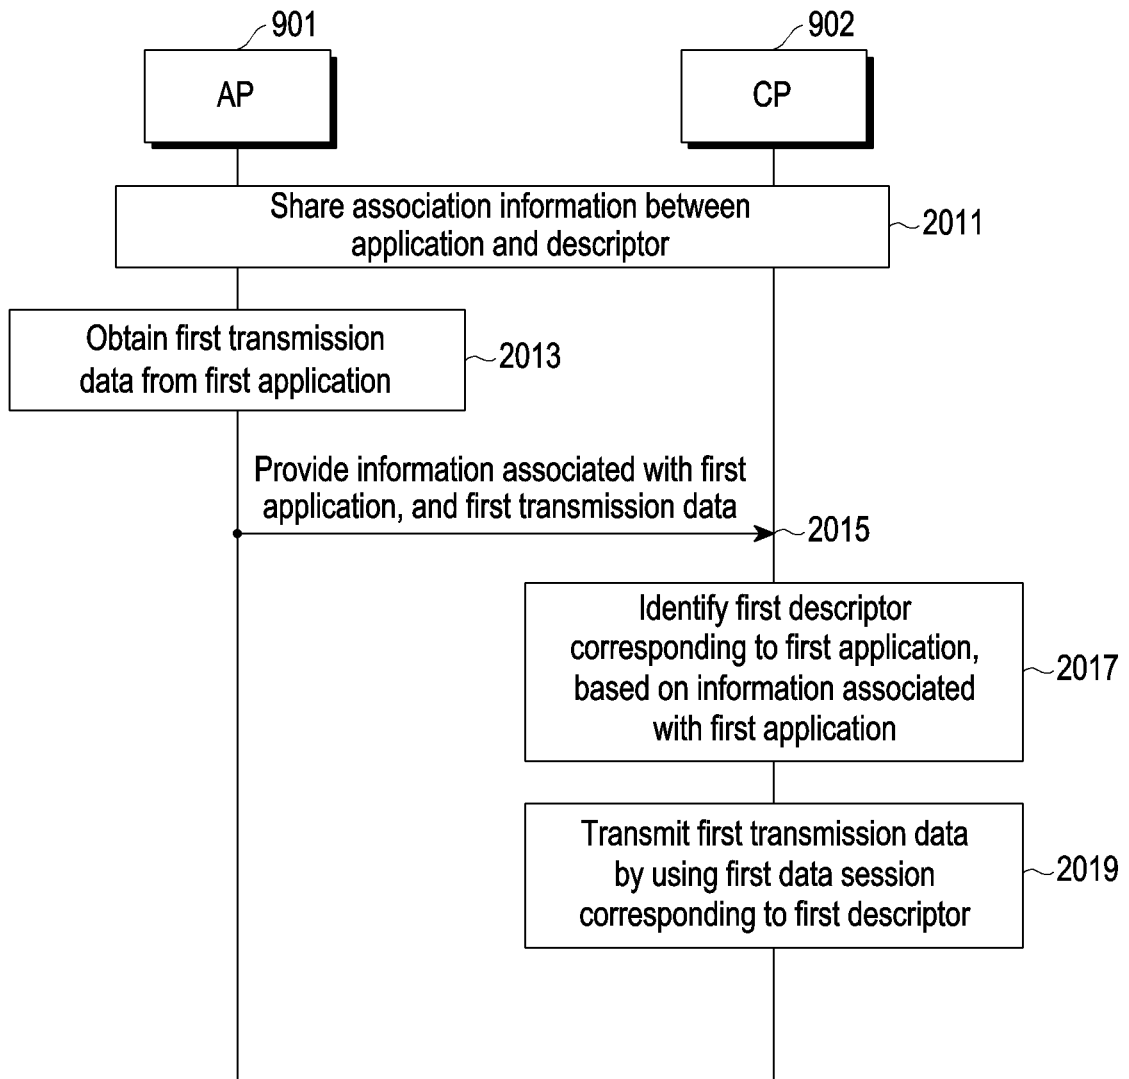 901
902
AP
CP
Share association information between
application and descriptor
2011
Obtain first transmission
data from first application
2013
Provide information associated with first
application, and first transmission data
2015
Identify first descriptor
corresponding to first application,
based on information associated
with first application
2017
Transmit first transmission data
by using first data session
corresponding to first descriptor
2019